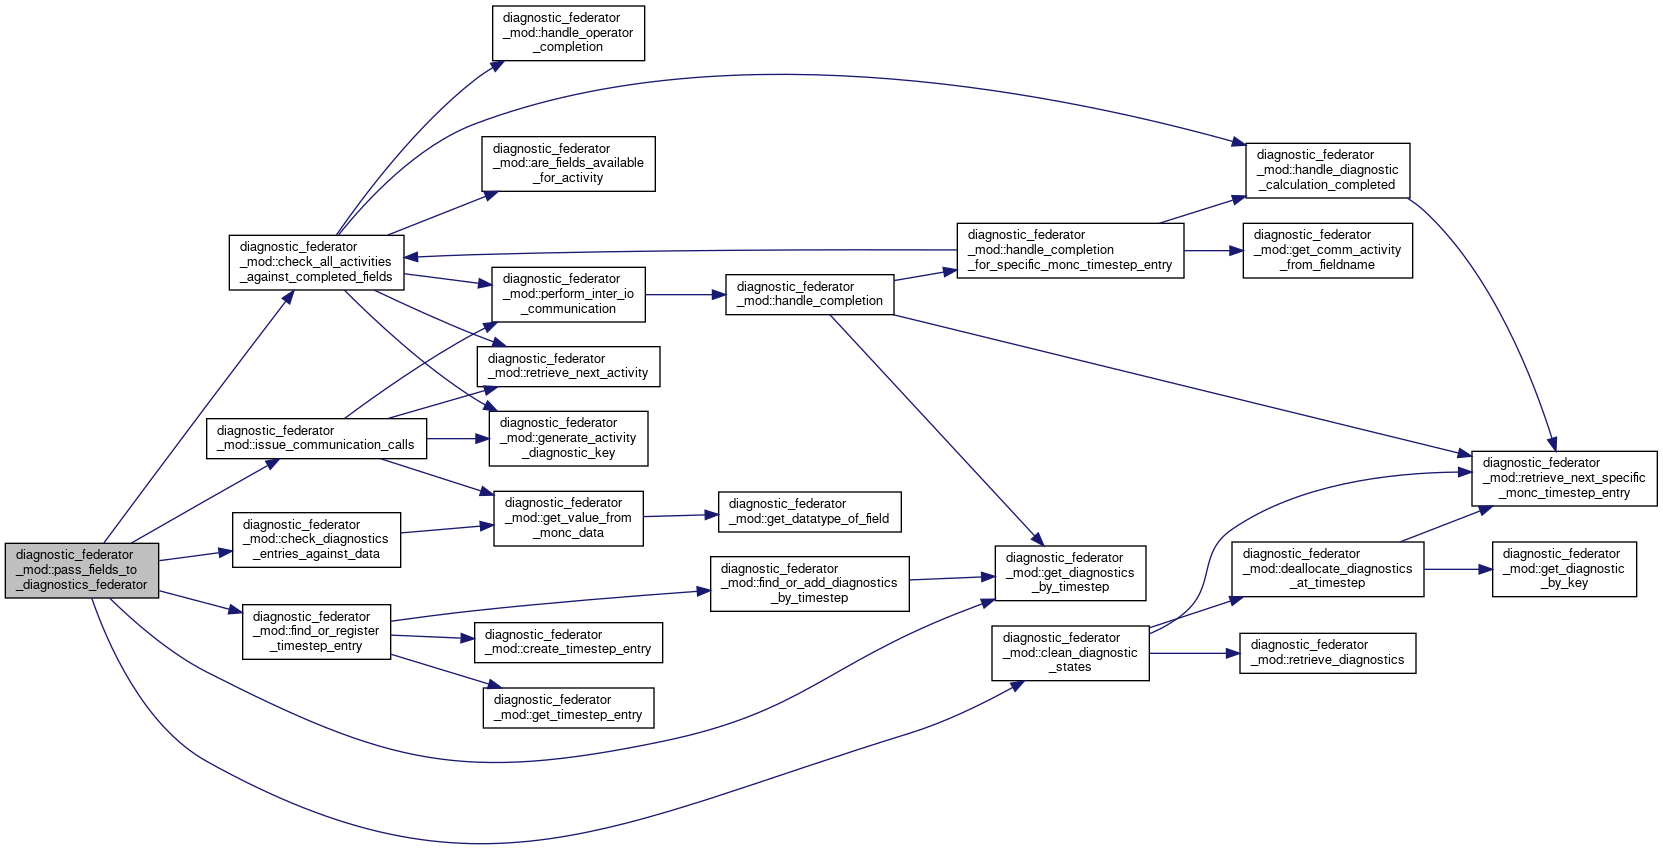 diagnostic_federator
_mod::handle_operator
_completion
diagnostic_federator
_mod::are_fields_available
_for_activity
diagnostic_federator
_mod::handle_diagnostic
_calculation_completed
diagnostic_federator
_mod::check_all_activities
_against_completed_fields
diagnostic_federator
_mod::handle_completion
_for_specific_monc_timestep_entry
diagnostic_federator
_mod::get_comm_activity
_from_fieldname
diagnostic_federator
_mod::perform_inter_io
_communication
diagnostic_federator
_mod::handle_completion
diagnostic_federator
_mod::retrieve_next_activity
diagnostic_federator
_mod::issue_communication_calls
diagnostic_federator
_mod::generate_activity
_diagnostic_key
diagnostic_federator
_mod::retrieve_next_specific
_monc_timestep_entry
diagnostic_federator
_mod::get_value_from
_monc_data
diagnostic_federator
_mod::get_datatype_of_field
diagnostic_federator
_mod::check_diagnostics
_entries_against_data
diagnostic_federator
_mod::pass_fields_to
_diagnostics_federator
diagnostic_federator
_mod::find_or_add_diagnostics
_by_timestep
diagnostic_federator
_mod::get_diagnostics
_by_timestep
diagnostic_federator
_mod::deallocate_diagnostics
_at_timestep
diagnostic_federator
_mod::get_diagnostic
_by_key
diagnostic_federator
_mod::find_or_register
_timestep_entry
diagnostic_federator
_mod::create_timestep_entry
diagnostic_federator
_mod::clean_diagnostic
_states
diagnostic_federator
_mod::retrieve_diagnostics
diagnostic_federator
_mod::get_timestep_entry